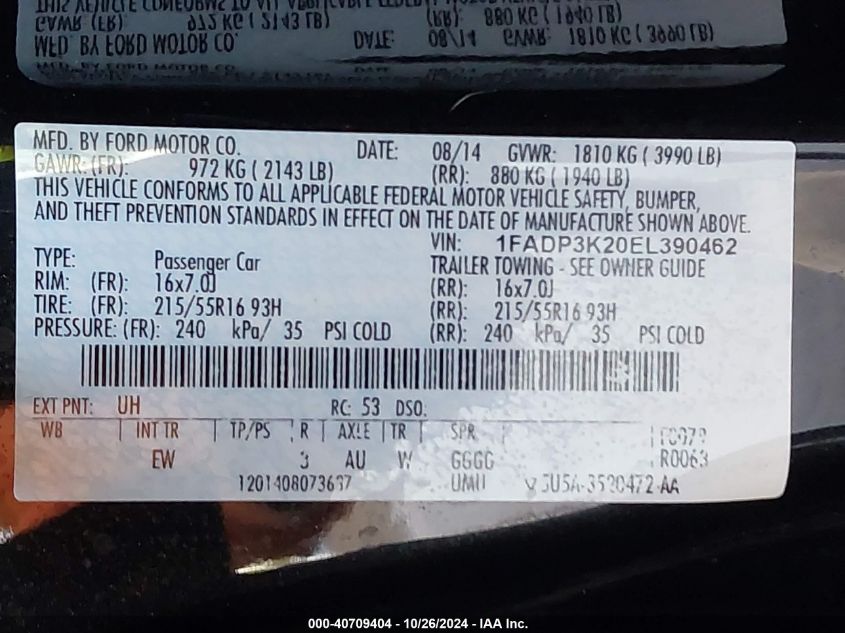 MFD. BY FORD MOTOR CO. DATE: 08/14 GVWR: 1810 KG ( 3990 LB)
GAWR: (FR): 972 KG ( 2143 LB) (RR): 880 KG ( 1940 LB)
THIS VEHICLE CONFORMS TO ALL APPLICABLE FEDERAL MOTOR VEHICLE SAFETY, BUMPER,
AND THEFT PREVENTION STANDARDS IN EFFECT ON THE DATE OF MANUFACTURE SHOWN ABOVE.
VIN: 1FADP3K20EL390462
TYPE: Passenger Car TRAILER TOWING - SEE OWNER GUIDE
RIM: (FR): 16x7.0J (RR): 16x7.0J
TIRE: (FR): 215/55R16 93H (RR): 215/55R16 93H
PRESSURE: (FR): 240 kPa/ 35 PSI COLD (RR): 240 kPa/ 35 PSI COLD
EXT PNT: UH RC: 53 DSO:
WB INT TR TP/PS R AXLE TR SPR
EW 3 AU W GGGG R0063
UMU
000-40709404 - 10/26/2024 - IAA Inc.